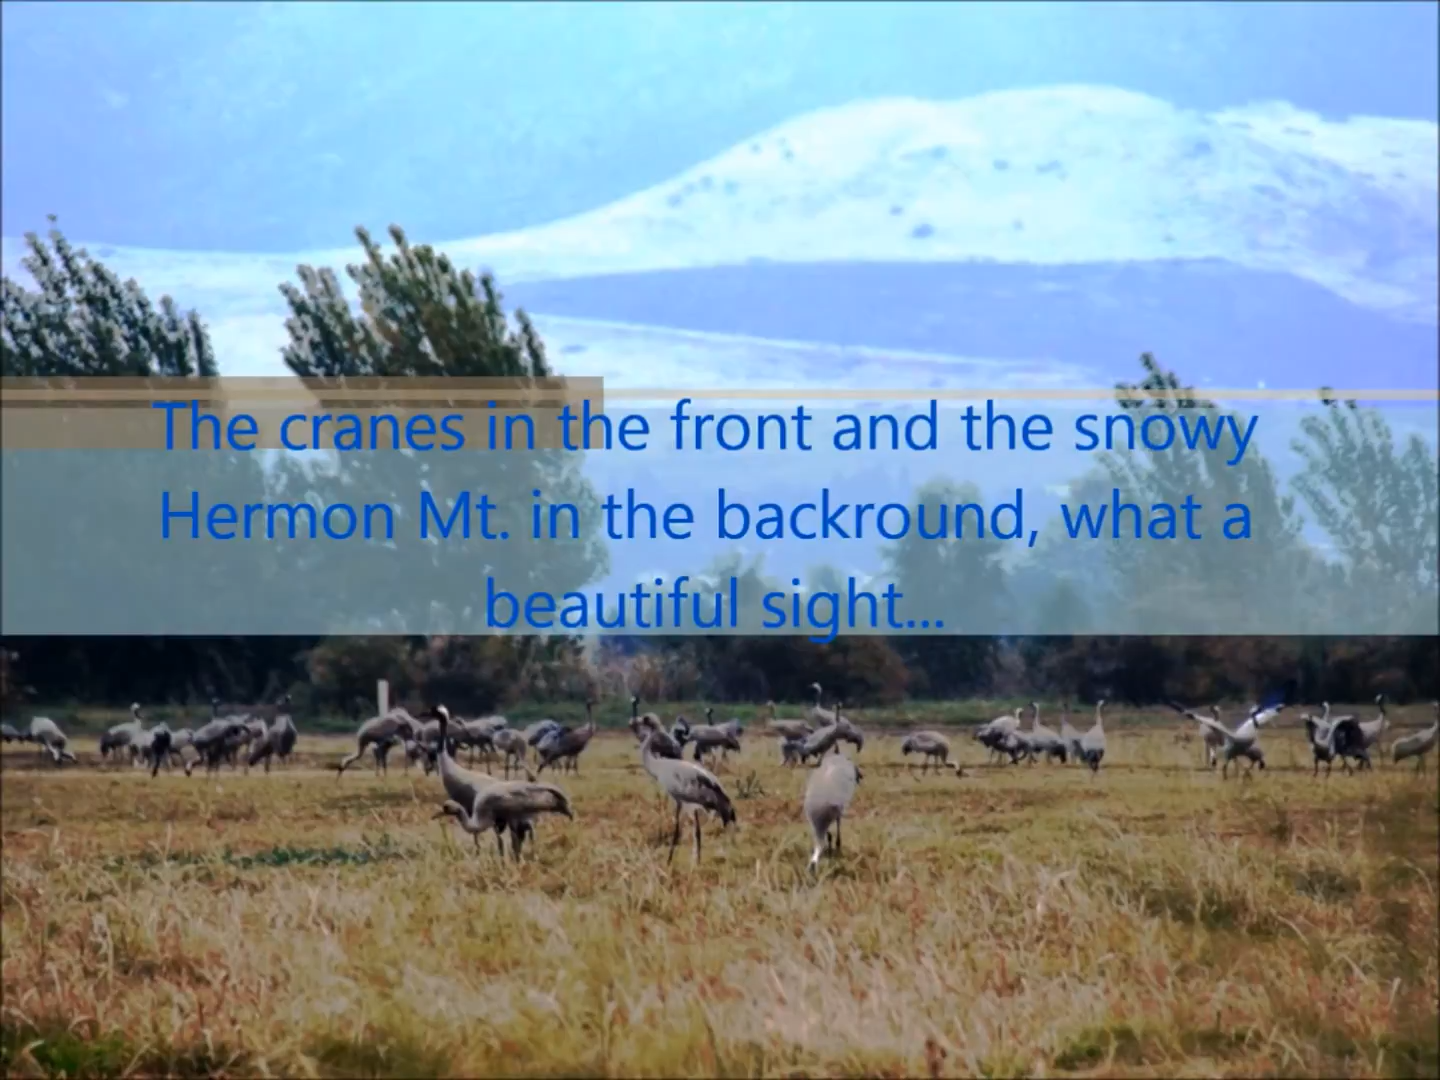 The cranes in the front and the snowy
Hermon Mt. in the backround, what a
beautiful sight...